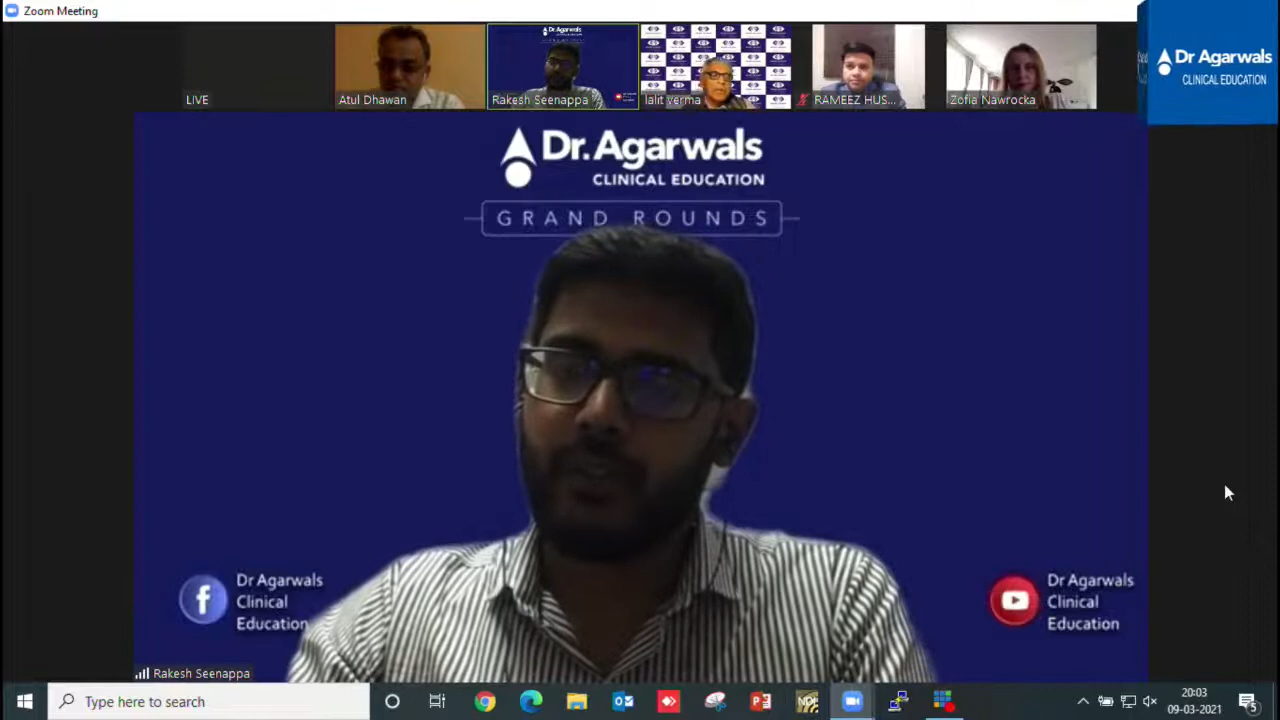 Zoom Meeting
LIVE
Atul Dhawan
Rakesh Seenappa
lalit verma
RAMEEZ HUS...
Zofia Nawrocka
Dr Agarwals
CLINICAL EDUCATION
Dr. Agarwals
CLINICAL EDUCATION
GRAND ROUNDS
Dr Agarwals
Clinical
Education
Dr Agarwals
Clinical
Education
Rakesh Seenappa
Type here to search
20:03
09-03-2021
5